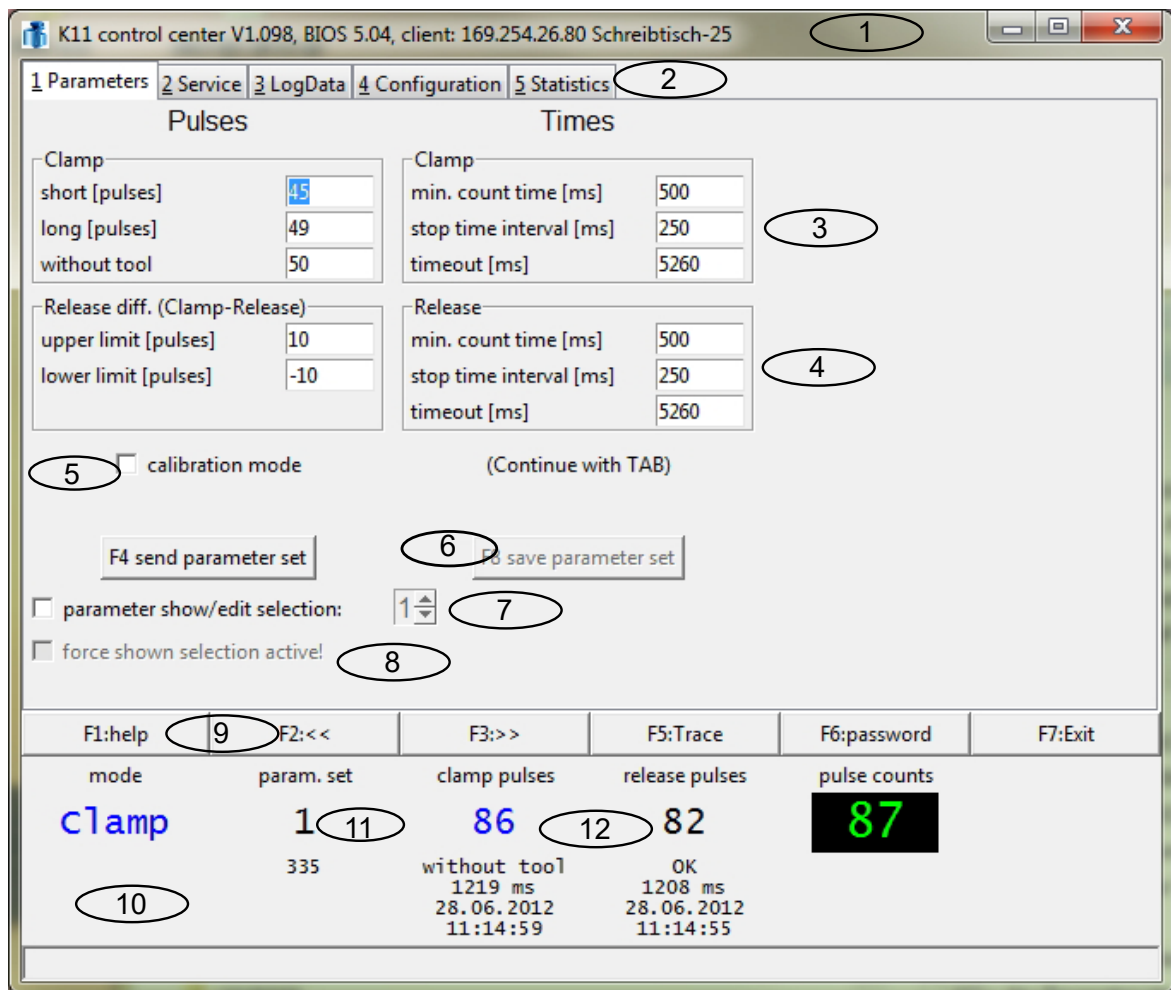 K11 control center V1.098, BIOS 5.04, client: 169.254.26.80 Schreibtisch-25 1
1 Parameters 2 Service 3 LogData 4 Configuration 5 Statistics 2
Pulses Times
Clamp Clamp
short [pulses] 45 min. count time [ms] 500
long [pulses] 49 stop time interval [ms] 250 3
without tool 50 timeout [ms] 5260
Release diff. (Clamp-Release) Release
upper limit [pulses] 10 min. count time [ms] 500
lower limit [pulses] -10 stop time interval [ms] 250 4
timeout [ms] 5260
5 calibration mode (Continue with TAB)
F4 send parameter set 6 F8 save parameter set
parameter show/edit selection: 1 7
force shown selection active! 8
F1:help 9 F2:<< F3:>> F5:Trace F6:password F7:Exit
mode param. set clamp pulses release pulses pulse counts
Clamp 1 11 86 12 82 87
335 without tool OK
1219 ms 1208 ms
10 28.06.2012 28.06.2012
11:14:59 11:14:55